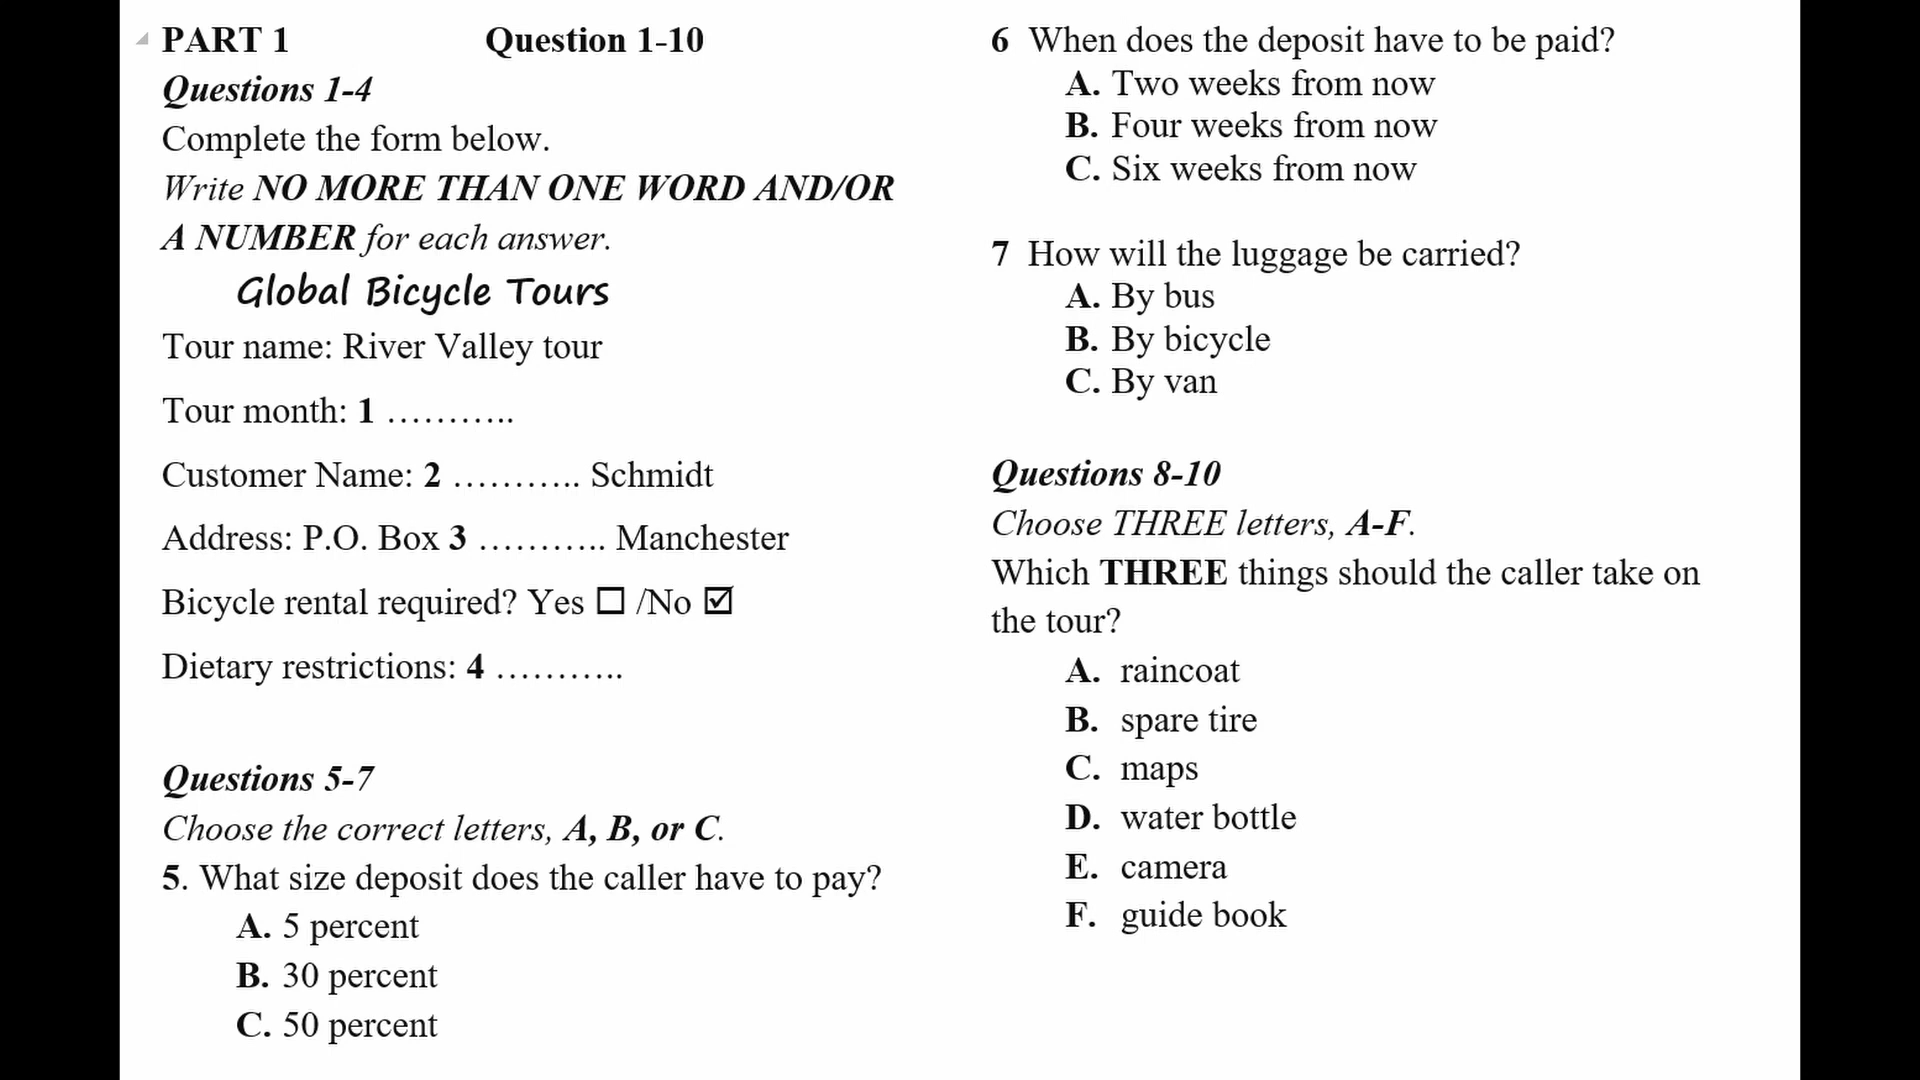 PART 1 Question 1-10
Questions 1-4
Complete the form below.
Write NO MORE THAN ONE WORD AND/OR
A NUMBER for each answer.
Global Bicycle Tours
Tour name: River Valley tour
Tour month: 1 ………..
Customer Name: 2 ……….. Schmidt
Address: P.O. Box 3 ……….. Manchester
Bicycle rental required? Yes ☐ /No ☑
Dietary restrictions: 4 ………..
Questions 5-7
Choose the correct letters, A, B, or C.
5. What size deposit does the caller have to pay?
A. 5 percent
B. 30 percent
C. 50 percent
6 When does the deposit have to be paid?
A. Two weeks from now
B. Four weeks from now
C. Six weeks from now
7 How will the luggage be carried?
A. By bus
B. By bicycle
C. By van
Questions 8-10
Choose THREE letters, A-F.
Which THREE things should the caller take on
the tour?
A. raincoat
B. spare tire
C. maps
D. water bottle
E. camera
F. guide book